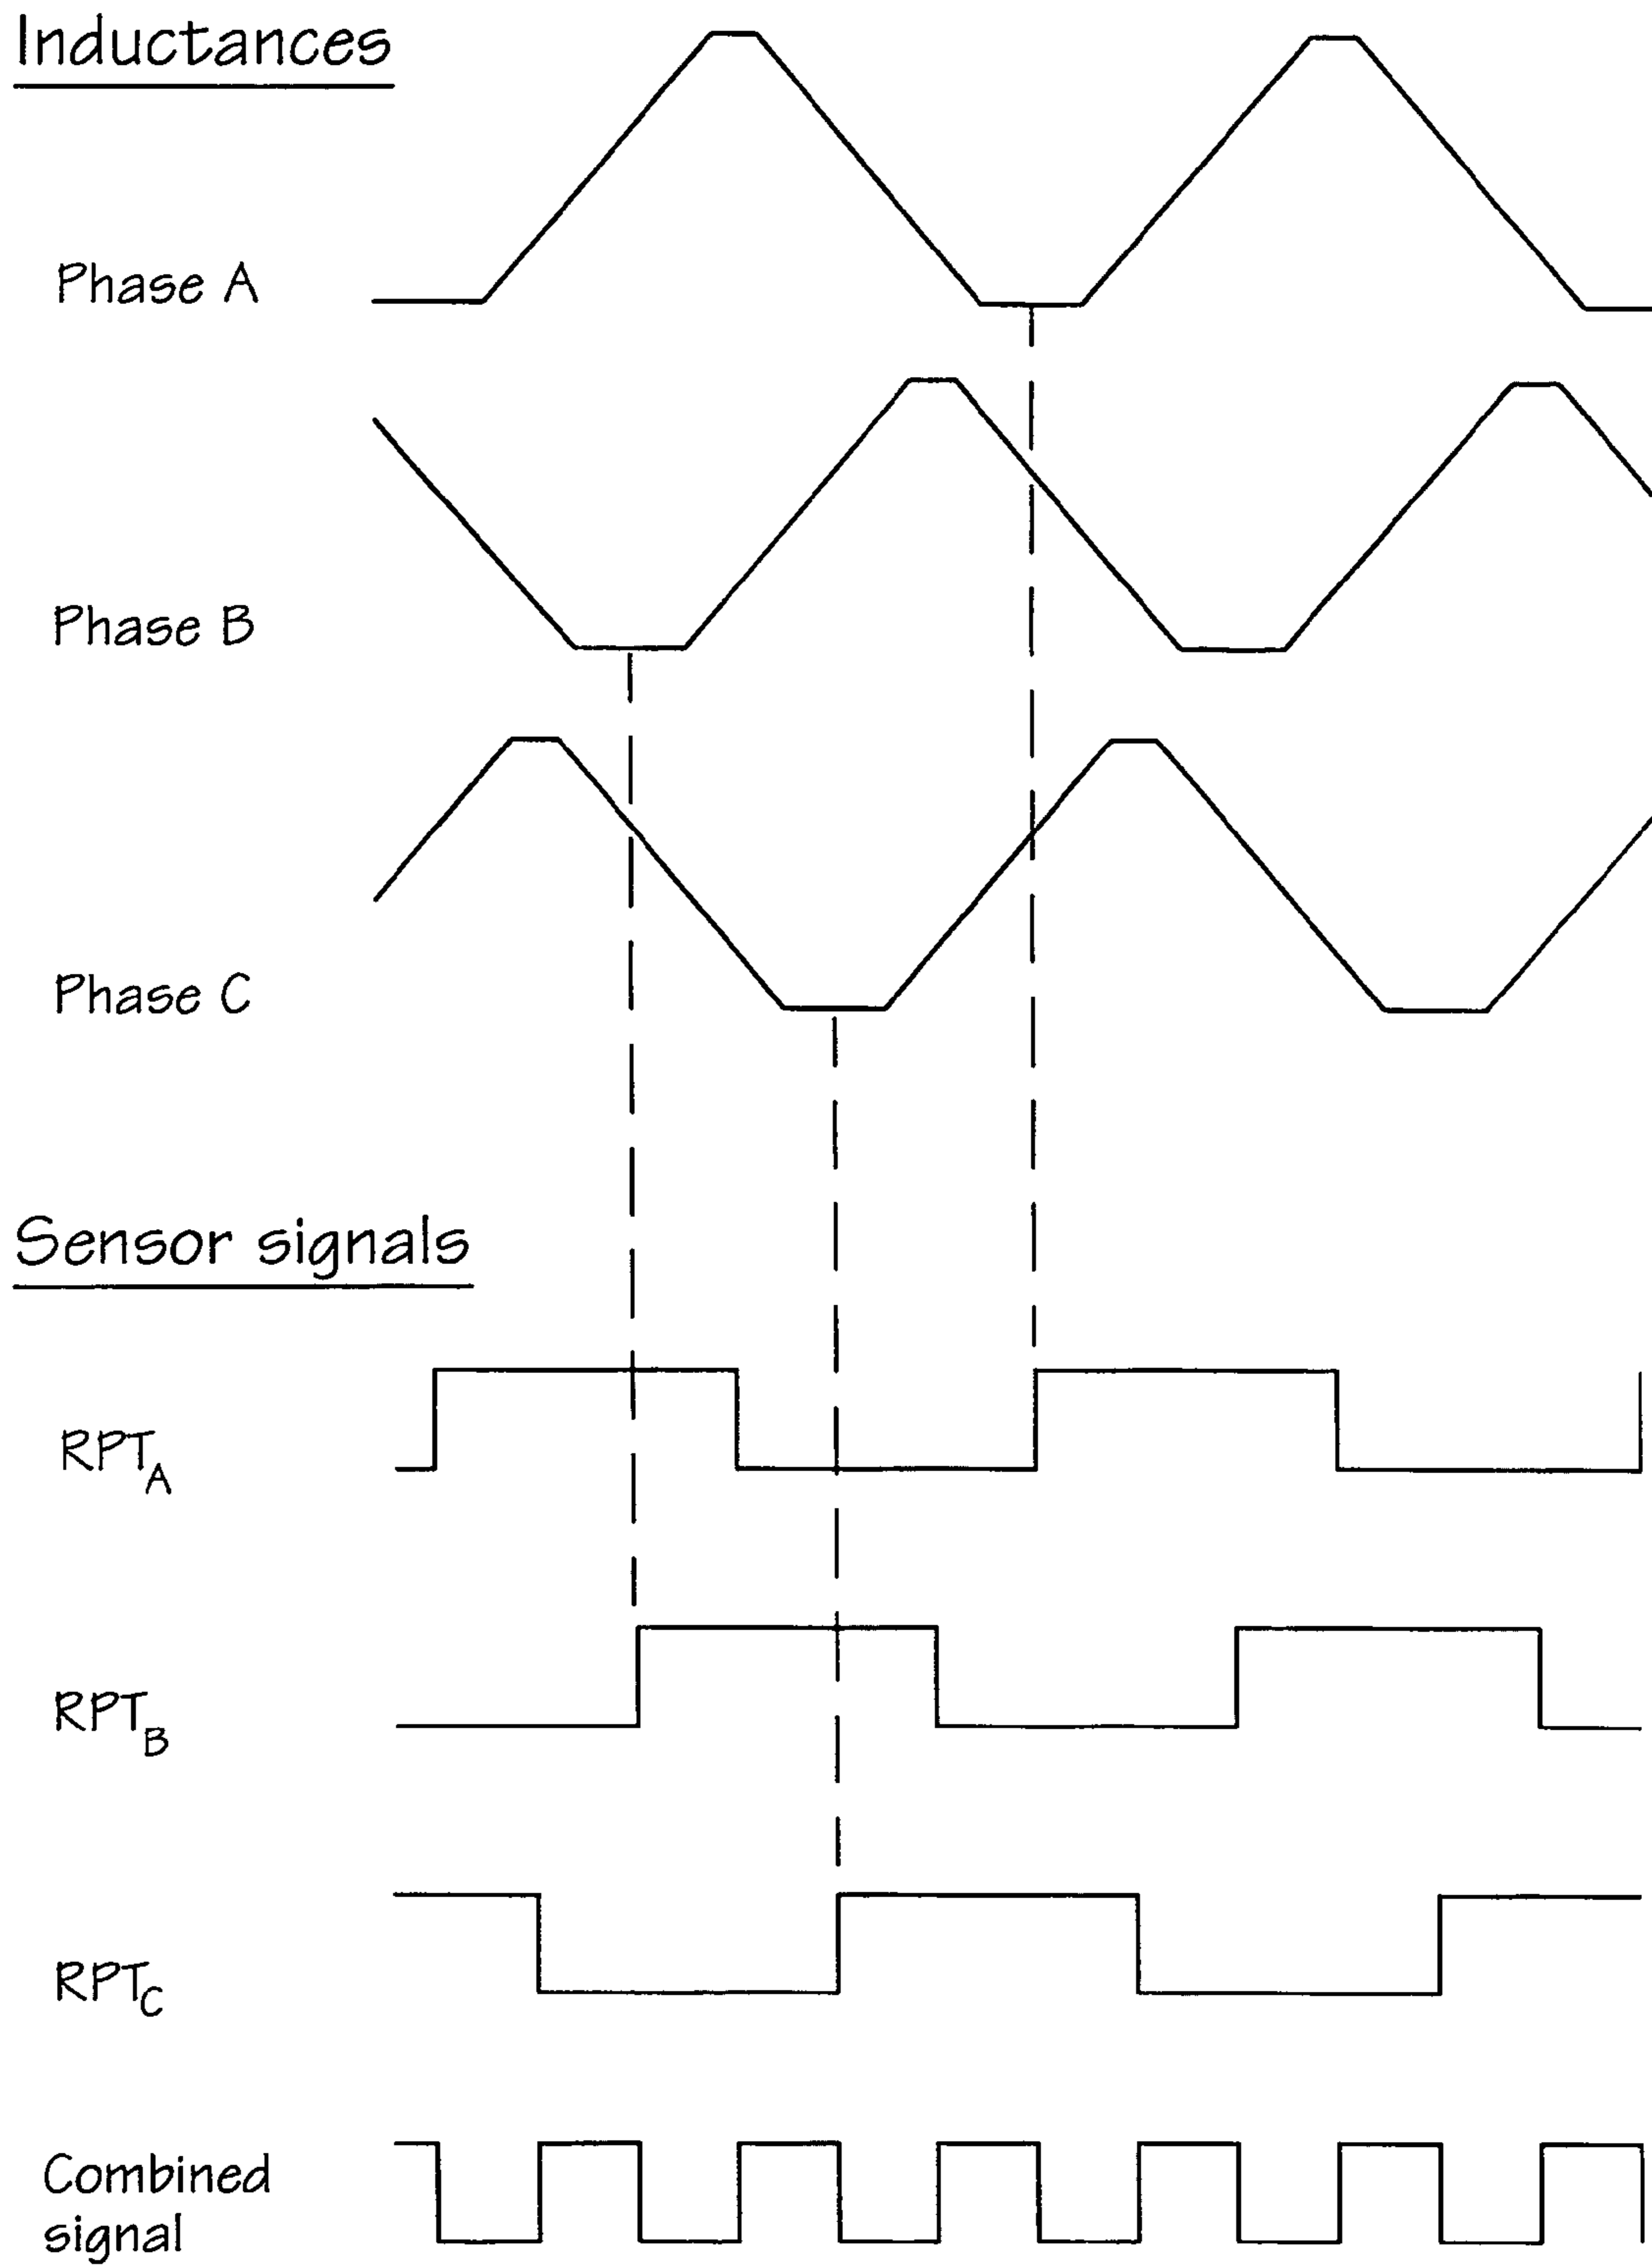 Inductances
Phase A
Phase B
Phase C
Sensor signals
RPT_A
RPT_B
RPT_C
Combined
signal